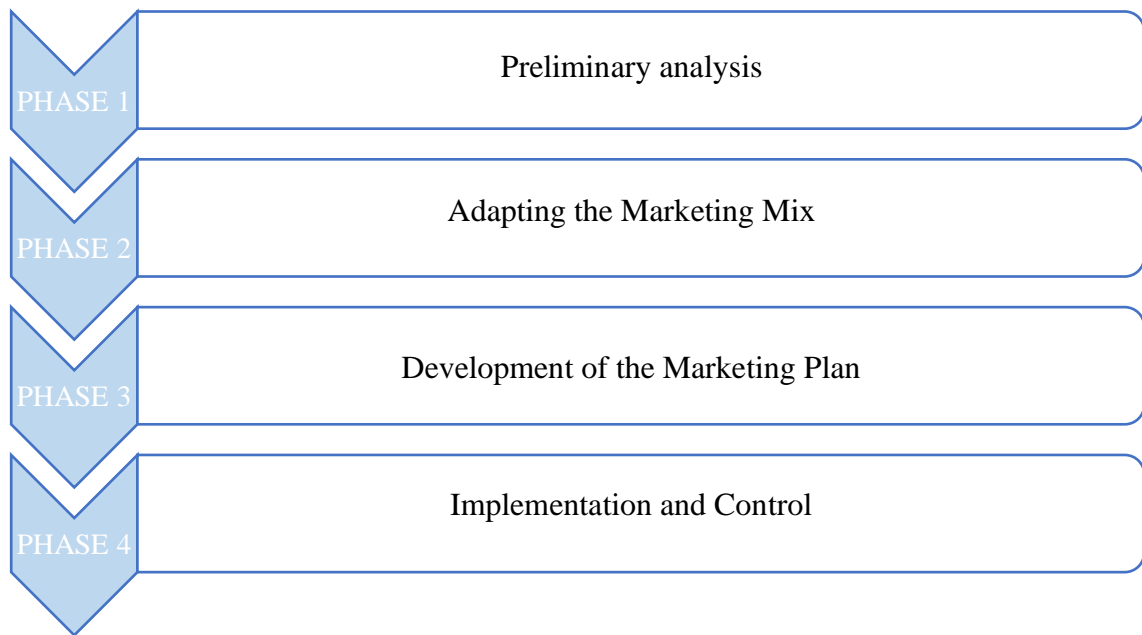 PHASE 1
Preliminary analysis
PHASE 2
Adapting the Marketing Mix
PHASE 3
Development of the Marketing Plan
PHASE 4
Implementation and Control